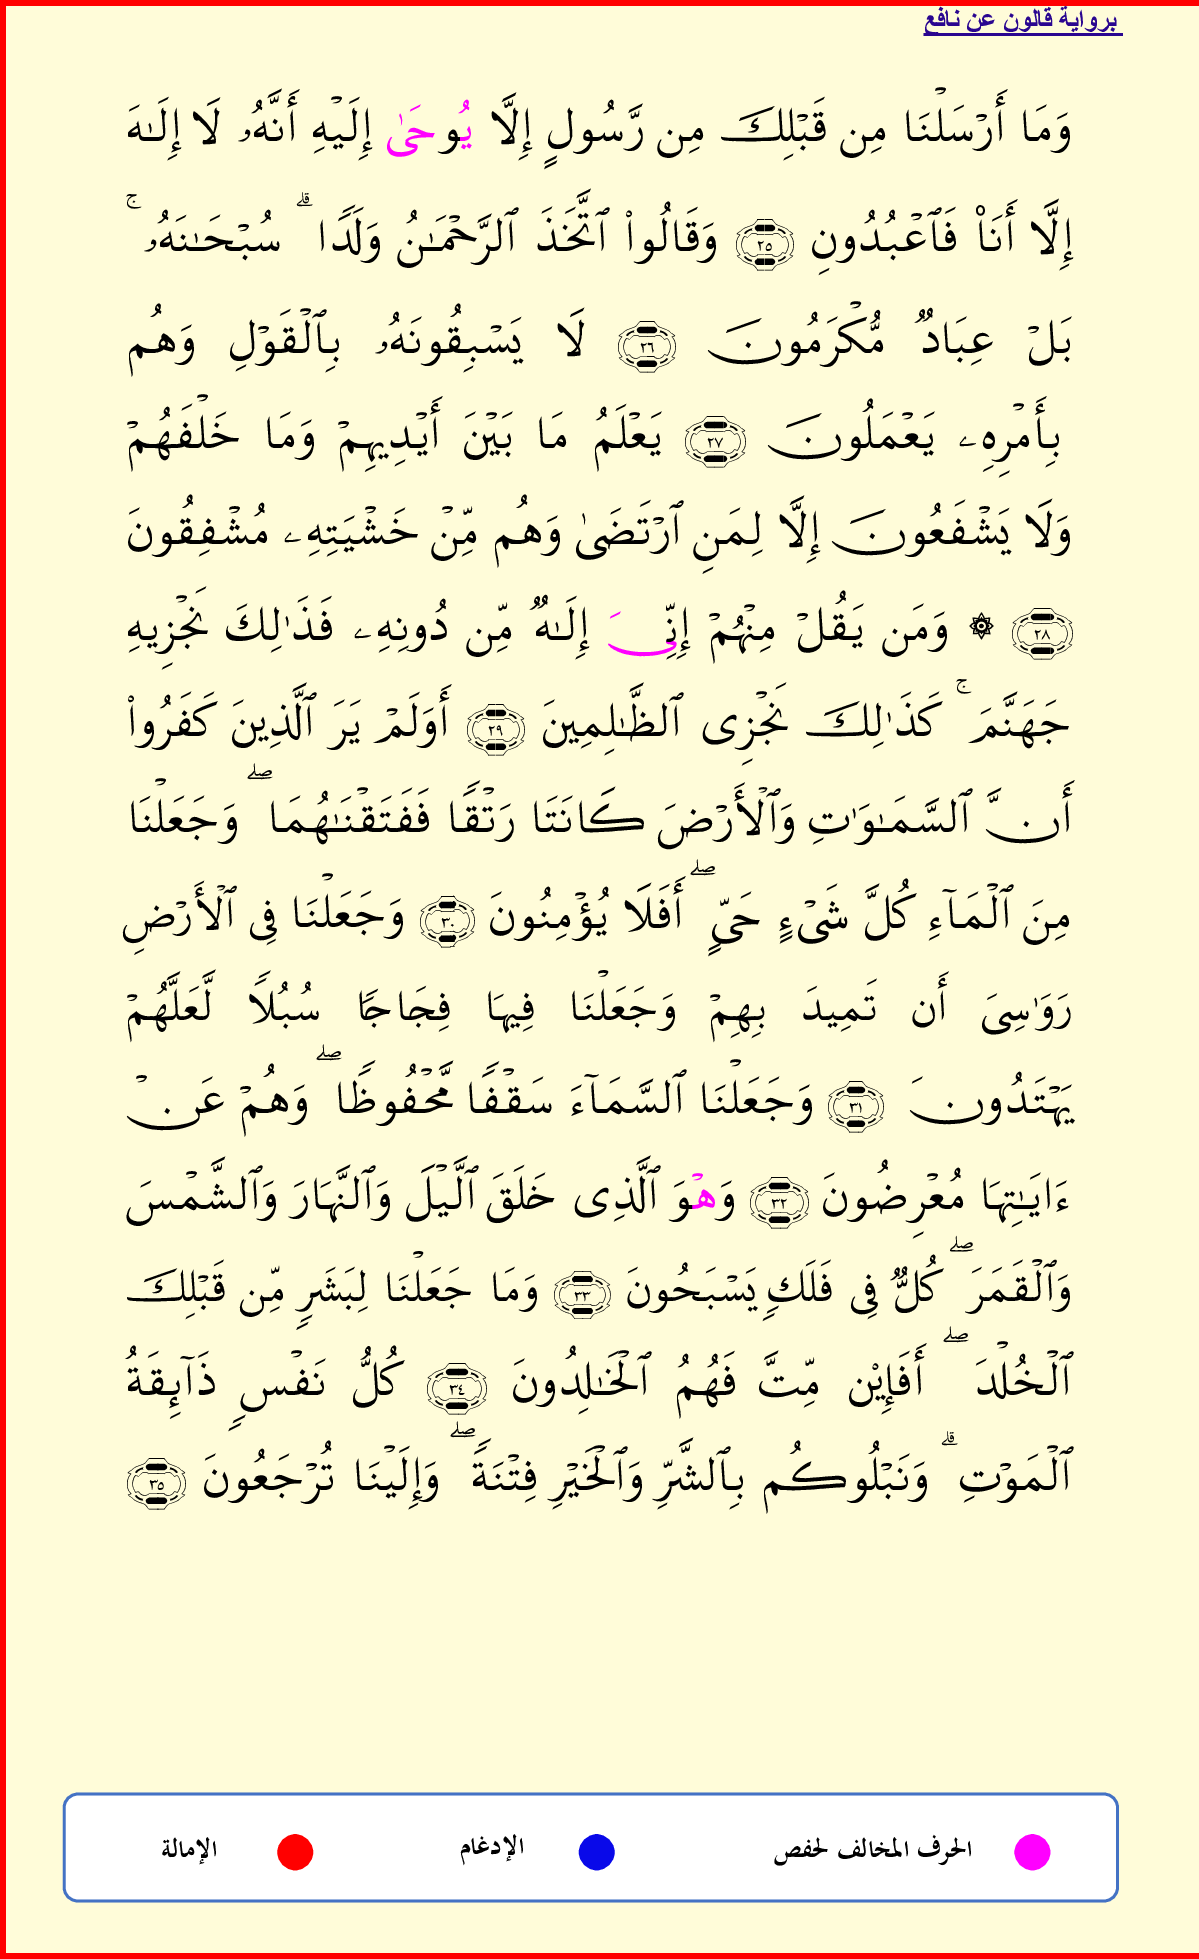 برواية قالون عن نافع
وَمَا أَرۡسَلۡنَا مِن قَبۡلِكَ مِن رَّسُولٍ إِلَّا يُوحَىٰ إِلَيۡهِ أَنَّهُۥ لَا إِلَٰهَ
إِلَّا أَنَا۠ فَٱعۡبُدُونِ ٢٥ وَقَالُوا۟ ٱتَّخَذَ ٱلرَّحۡمَٰنُ وَلَدًا ۗ سُبۡحَٰنَهُۥ ۚ
بَلۡ عِبَادٌ مُّكۡرَمُونَ ٢٦ لَا يَسۡبِقُونَهُۥ بِٱلۡقَوۡلِ وَهُم
بِأَمۡرِهِۦ يَعۡمَلُونَ ٢٧ يَعۡلَمُ مَا بَيۡنَ أَيۡدِيهِمۡ وَمَا خَلۡفَهُمۡ
وَلَا يَشۡفَعُونَ إِلَّا لِمَنِ ٱرۡتَضَىٰ وَهُم مِّنۡ خَشۡيَتِهِۦ مُشۡفِقُونَ
٢٨ ۞ وَمَن يَقُلۡ مِنۡهُمۡ إِنِّيَ إِلَٰهٌ مِّن دُونِهِۦ فَذَٰلِكَ نَجۡزِيهِ
جَهَنَّمَ ۚ كَذَٰلِكَ نَجۡزِى ٱلظَّٰلِمِينَ ٢٩ أَوَلَمۡ يَرَ ٱلَّذِينَ كَفَرُوا۟
أَنَّ ٱلسَّمَٰوَٰتِ وَٱلۡأَرۡضَ كَانَتَا رَتۡقًا فَفَتَقۡنَٰهُمَا ۖ وَجَعَلۡنَا
مِنَ ٱلۡمَآءِ كُلَّ شَىۡءٍ حَىٍّ ۖ أَفَلَا يُؤۡمِنُونَ ٣٠ وَجَعَلۡنَا فِى ٱلۡأَرۡضِ
رَوَٰسِىَ أَن تَمِيدَ بِهِمۡ وَجَعَلۡنَا فِيهَا فِجَاجًا سُبُلًا لَّعَلَّهُمۡ
يَهۡتَدُونَ ٣١ وَجَعَلۡنَا ٱلسَّمَآءَ سَقۡفًا مَّحۡفُوظًا ۖ وَهُمۡ عَنۡ
ءَايَٰتِهَا مُعۡرِضُونَ ٣٢ وَهۡوَ ٱلَّذِى خَلَقَ ٱلَّيۡلَ وَٱلنَّهَارَ وَٱلشَّمۡسَ
وَٱلۡقَمَرَ ۖ كُلٌّ فِى فَلَكٍ يَسۡبَحُونَ ٣٣ وَمَا جَعَلۡنَا لِبَشَرٍ مِّن قَبۡلِكَ
ٱلۡخُلۡدَ ۖ أَفَإِي۟ن مِّتَّ فَهُمُ ٱلۡخَٰلِدُونَ ٣٤ كُلُّ نَفۡسٍ ذَآئِقَةُ
ٱلۡمَوۡتِ ۗ وَنَبۡلُوكُم بِٱلشَّرِّ وَٱلۡخَيۡرِ فِتۡنَةً ۖ وَإِلَيۡنَا تُرۡجَعُونَ ٣٥
الحرف المخالف لحفص الإدغام الإمالة